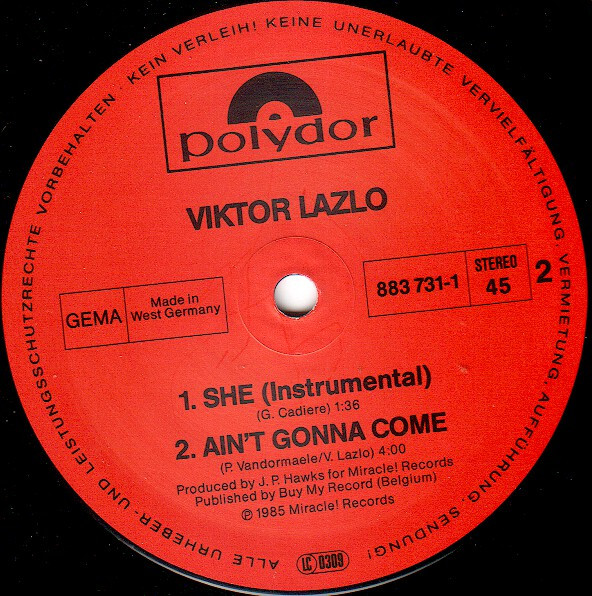 ALLE URHEBER- UND LEISTUNGSSCHUTZRECHTE VORBEHALTEN · KEIN VERLEIH! KEINE UNERLAUBTE VERVIELFÄLTIGUNG, VERMIETUNG, AUFFÜHRUNG, SENDUNG!
polydor
VIKTOR LAZLO
GEMA
Made in
West Germany
883 731-1
STEREO
45
2
1. SHE (Instrumental)
(G. Cadiere) 1:36
2. AIN'T GONNA COME
(P. Vandormaele/V. Lazlo) 4:00
Produced by J. P. Hawks for Miracle! Records
Published by Buy My Record (Belgium)
℗ 1985 Miracle! Records
LC 0309